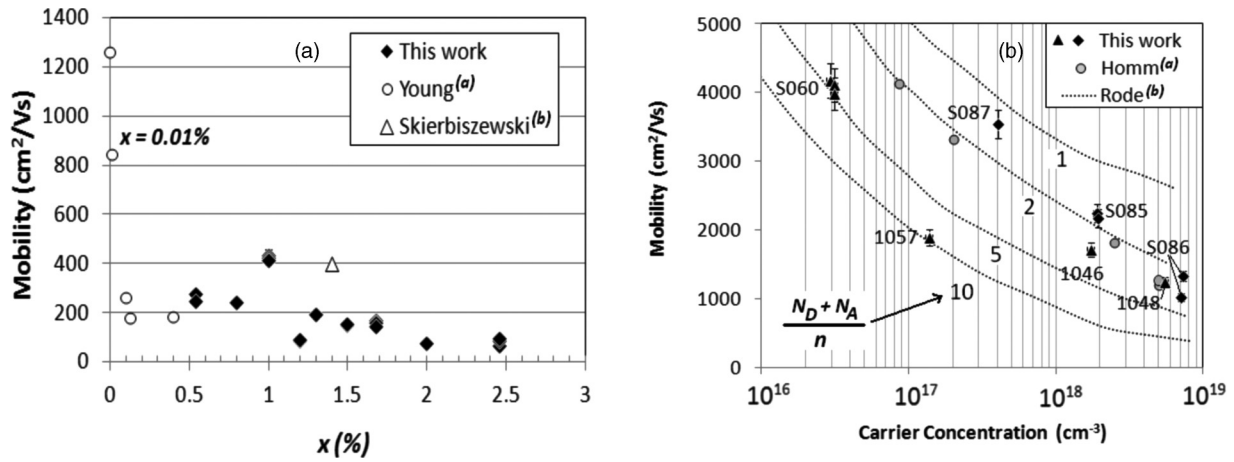 1400
1200
1000
800
600
400
200
0
Mobility (cm²/Vs)
0
0.5
1
1.5
2
2.5
3
x (%)
(a)
This work
Young(a)
Skierbiszewski(b)
x = 0.01%
5000
4000
3000
2000
1000
0
Mobility (cm²/Vs)
10¹⁶
10¹⁷
10¹⁸
10¹⁹
Carrier Concentration (cm⁻³)
(b)
This work
Homm(a)
Rode(b)
S060
S087
1
2
S085
1057
5
1046
S086
10
1048
N_D + N_A
n